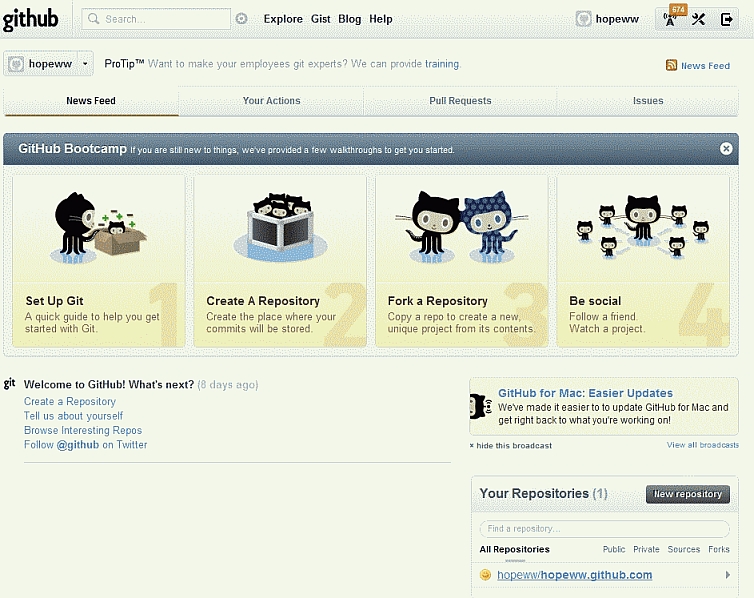 github
Search...
Explore Gist Blog Help
hopeww
674
hopeww
ProTip™ Want to make your employees git experts? We can provide training.
News Feed
News Feed
Your Actions
Pull Requests
Issues
GitHub Bootcamp If you are still new to things, we've provided a few walkthroughs to get you started.
Set Up Git
A quick guide to help you get
started with Git.
1
Create A Repository
Create the place where your
commits will be stored.
2
Fork a Repository
Copy a repo to create a new,
unique project from its contents.
3
Be social
Follow a friend.
Watch a project.
4
git
Welcome to GitHub! What's next? (8 days ago)
Create a Repository
Tell us about yourself
Browse Interesting Repos
Follow @github on Twitter
GitHub for Mac: Easier Updates
We've made it easier to to update GitHub for Mac and
get right back to what you're working on!
× hide this broadcast
View all broadcasts
Your Repositories (1)
New repository
Find a repository...
All Repositories
Public Private Sources Forks
hopeww/hopeww.github.com